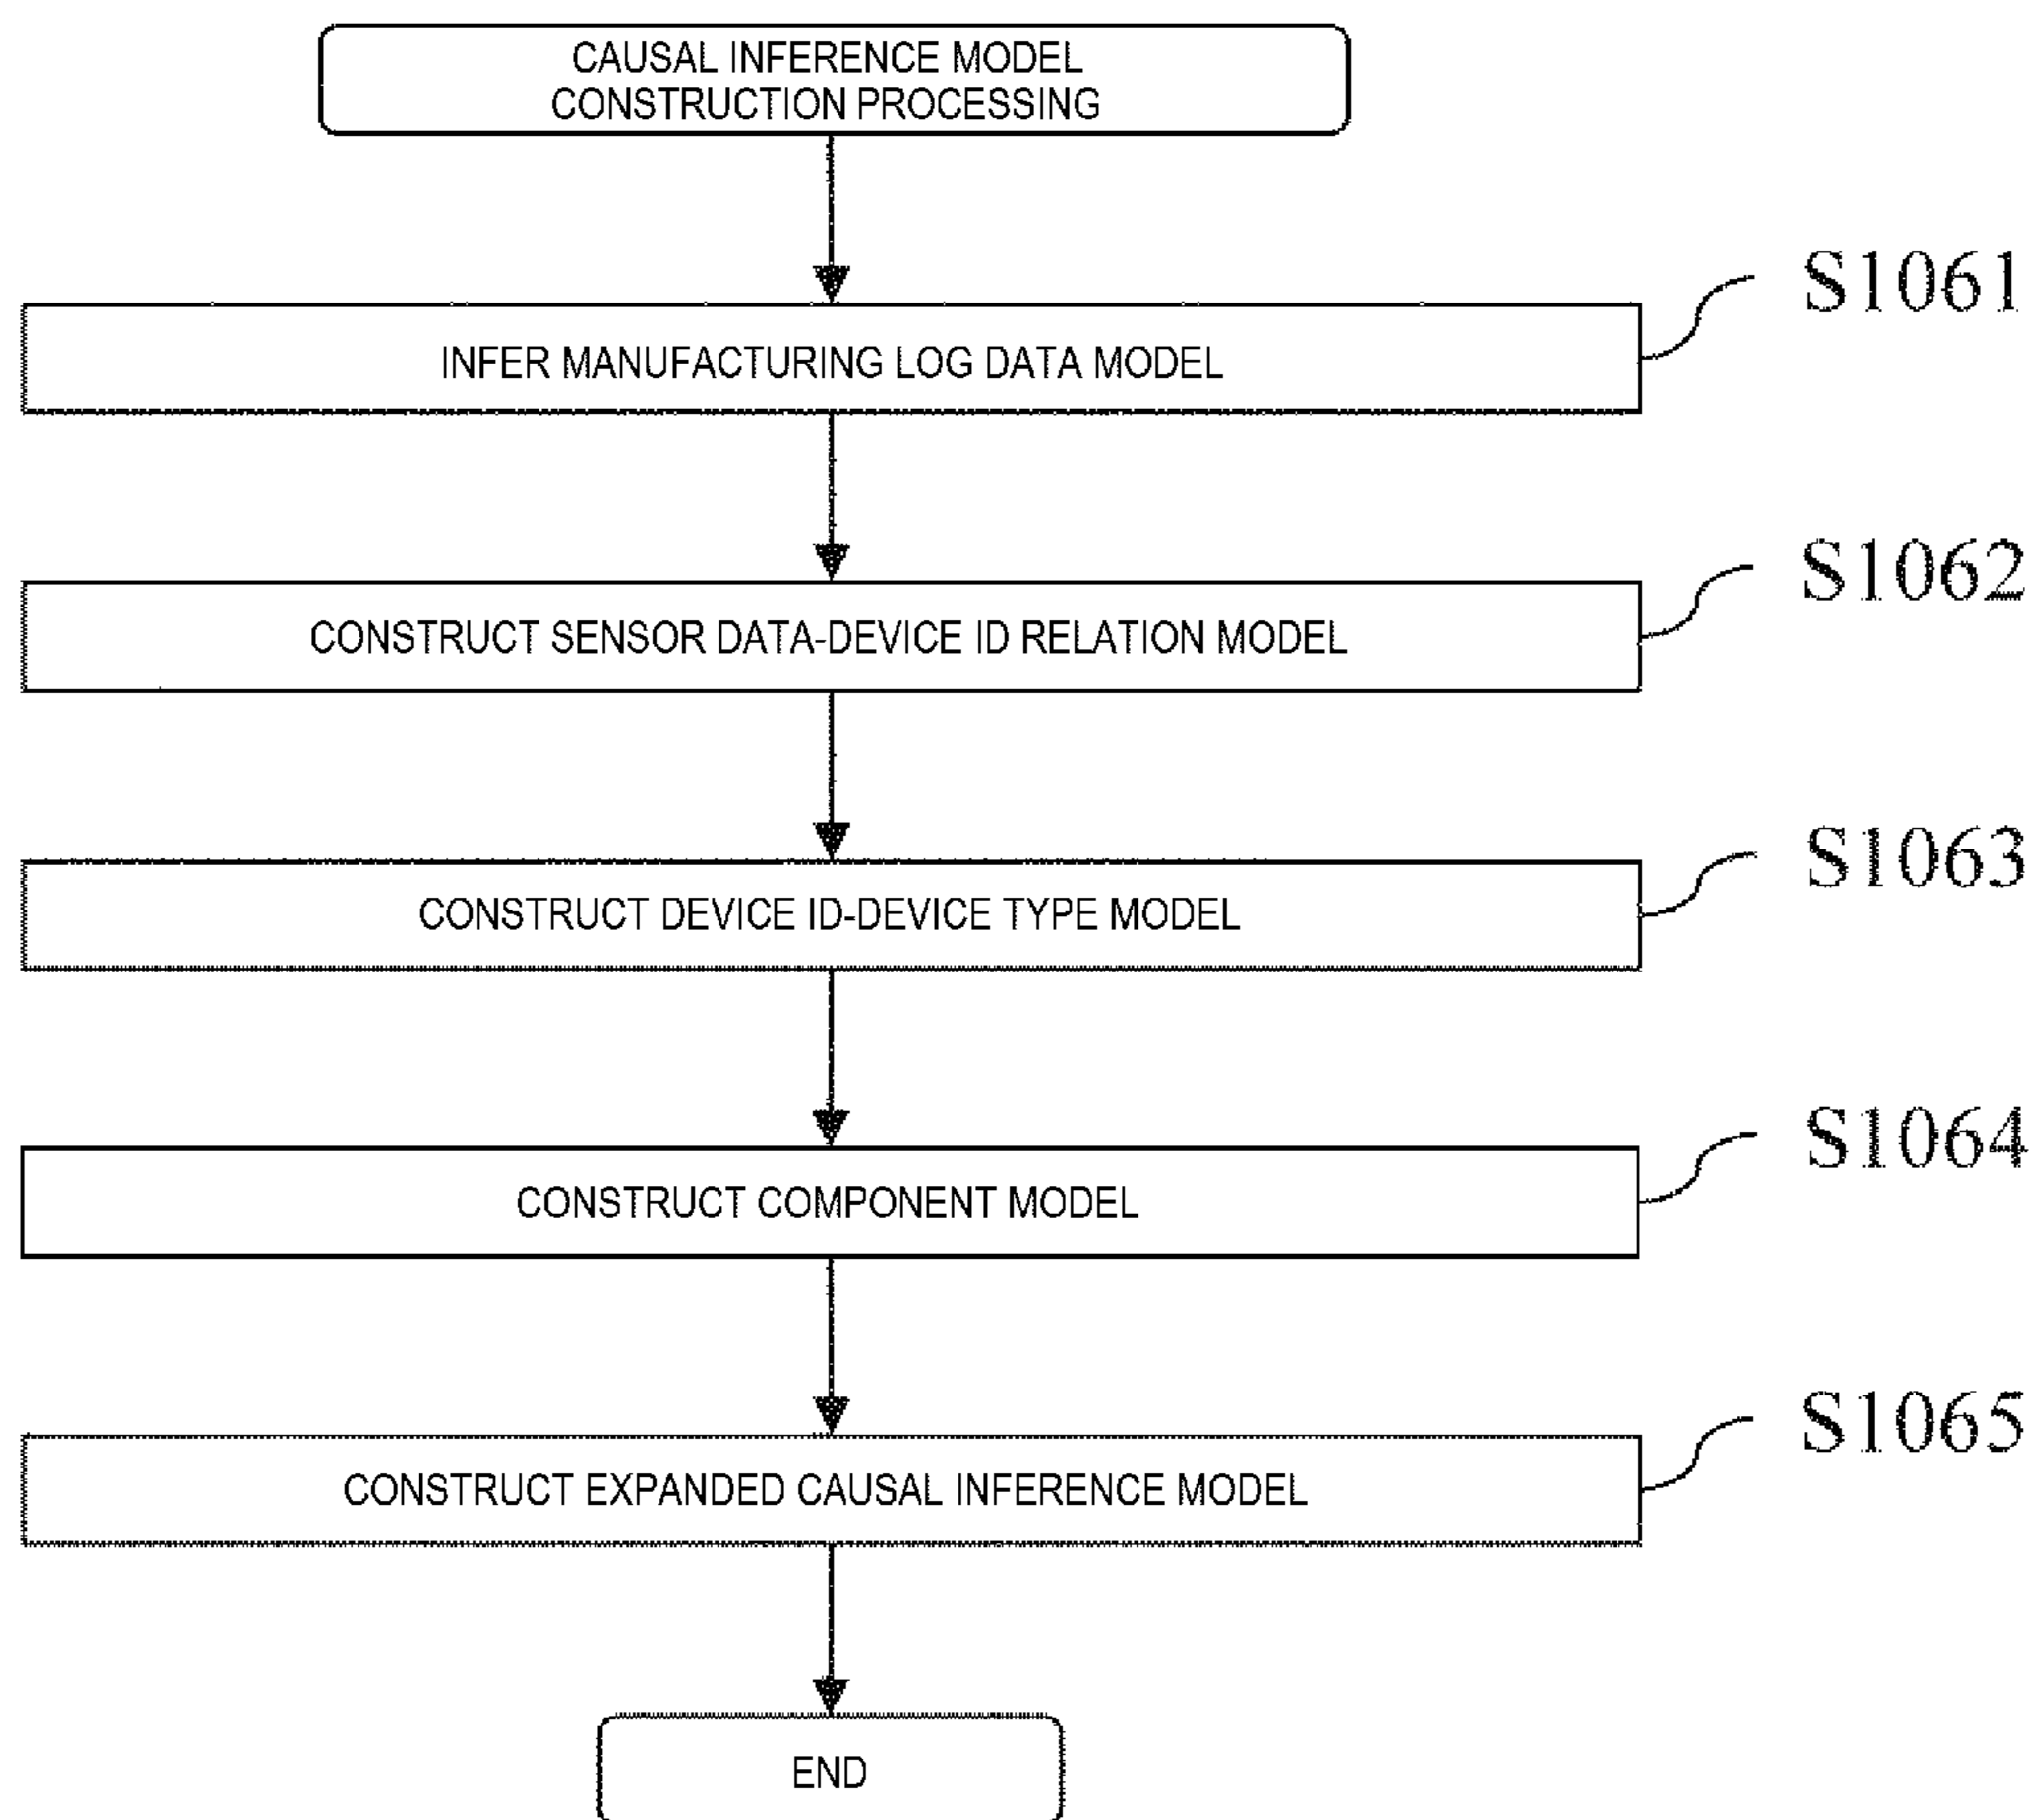 CAUSAL INFERENCE MODEL
CONSTRUCTION PROCESSING
S1061
INFER MANUFACTURING LOG DATA MODEL
S1062
CONSTRUCT SENSOR DATA-DEVICE ID RELATION MODEL
S1063
CONSTRUCT DEVICE ID-DEVICE TYPE MODEL
S1064
CONSTRUCT COMPONENT MODEL
S1065
CONSTRUCT EXPANDED CAUSAL INFERENCE MODEL
END